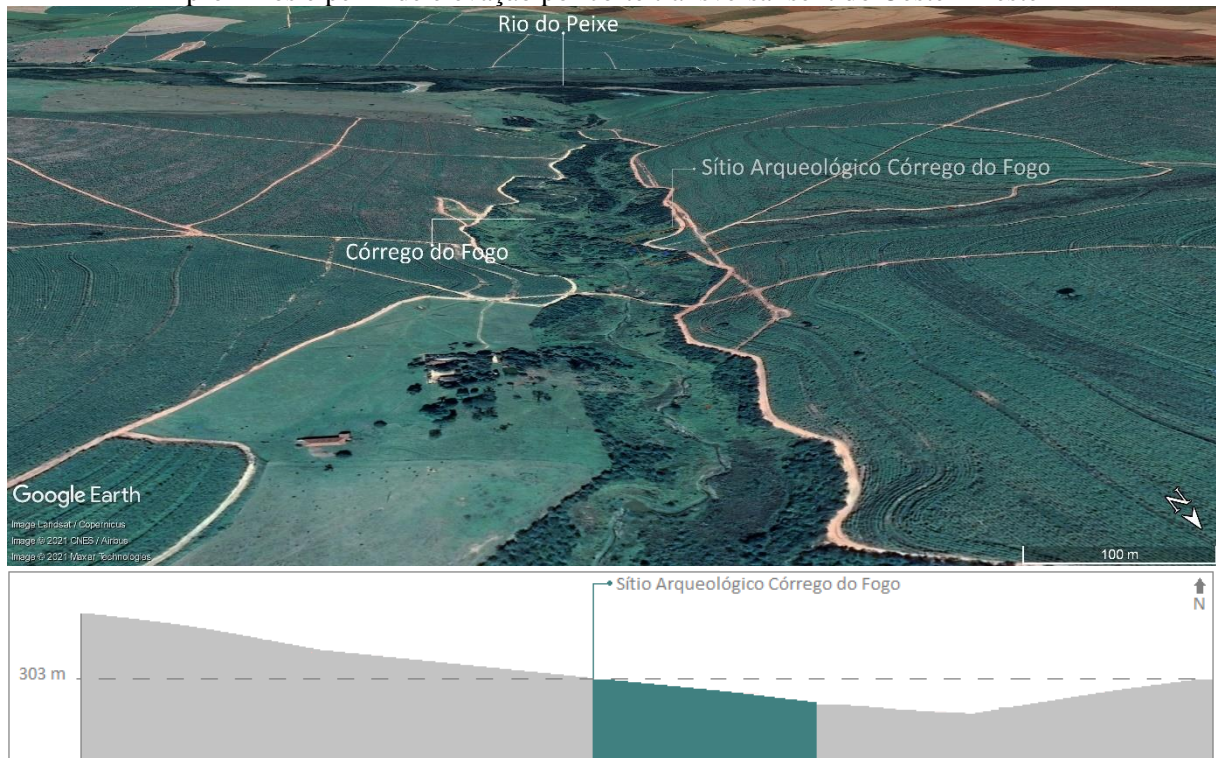 Rio do Peixe
Sítio Arqueológico Córrego do Fogo
Córrego do Fogo
Google Earth
Image Landsat / Copernicus
Image © 2021 CNES / Airbus
Image © 2021 Maxar Technologies
N
100 m
Sítio Arqueológico Córrego do Fogo
N
303 m